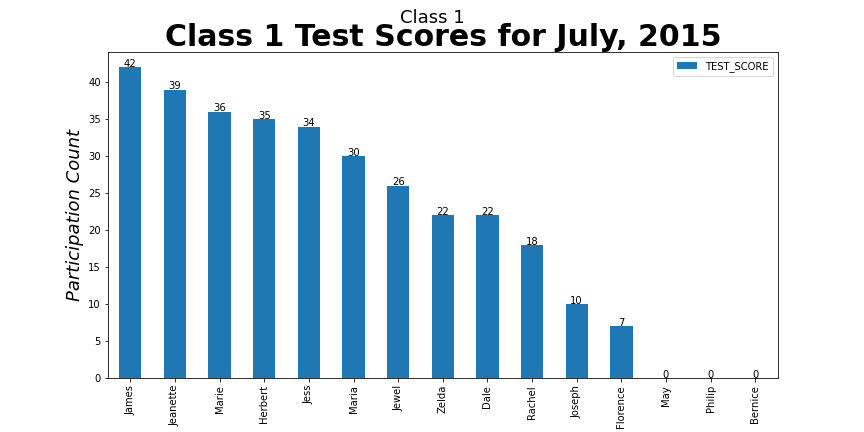 Class 1
Class 1 Test Scores for July, 2015
TEST_SCORE
Participation Count
40
35
30
25
20
15
10
5
0
42
39
36
35
34
30
26
22
22
18
10
7
0
0
0
James
Jeanette
Marie
Herbert
Jess
Maria
Jewel
Zelda
Dale
Rachel
Joseph
Florence
May
Philip
Bernice